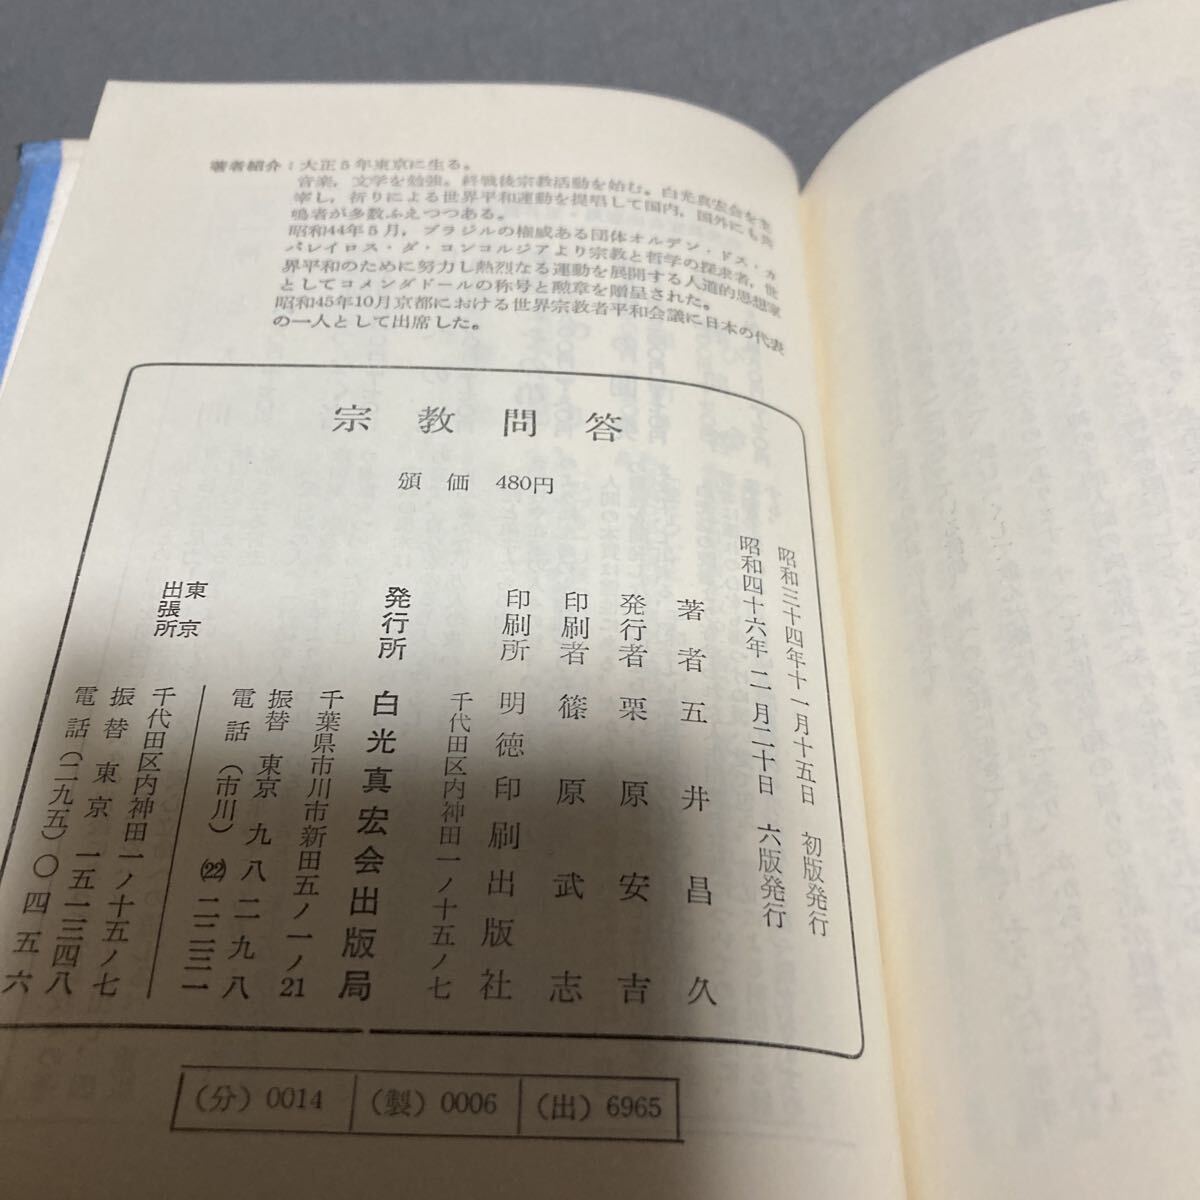 著者紹介：大正5年東京に生る。
音楽，文学を勉強。終戦後宗教活動を始む。白光真宏会を主
宰し，祈りによる世界平和運動を提唱して国内，国外にも共
鳴者が多数ふえつつある。
昭和44年5月，ブラジルの権威ある団体オルデン・ドス・カ
バレイロス・ダ・コンコルジアより宗教と哲学の探求者，世
界平和のために努力し熱烈なる運動を展開する人道的思想家
としてコメンダドールの称号と勲章を贈呈された。
昭和45年10月京都における世界宗教者平和会議に日本の代表
の一人として出席した。
宗教問答
頒価 480円
昭和三十四年十一月十五日 初版発行
昭和四十六年 二月二十日 六版発行
著者 五井昌久
発行者 栗原安吉
印刷者 篠原武志
印刷所 明徳印刷出版社
千代田区内神田一ノ十五ノ七
発行所 白光真宏会出版局
千葉県市川市新田五ノ一ノ21
振替 東京 九八二九八
電話（市川）㉒二二三一
東京
出張所
千代田区内神田一ノ十五ノ七
振替 東京 一五一三四八
電話（二九五）〇四五六
（分）0014
（製）0006
（出）6965